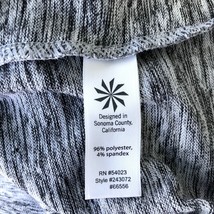 Designed in
Sonoma County,
California
96% polyester,
4% spandex
RN #54023
Style #243072
#66556